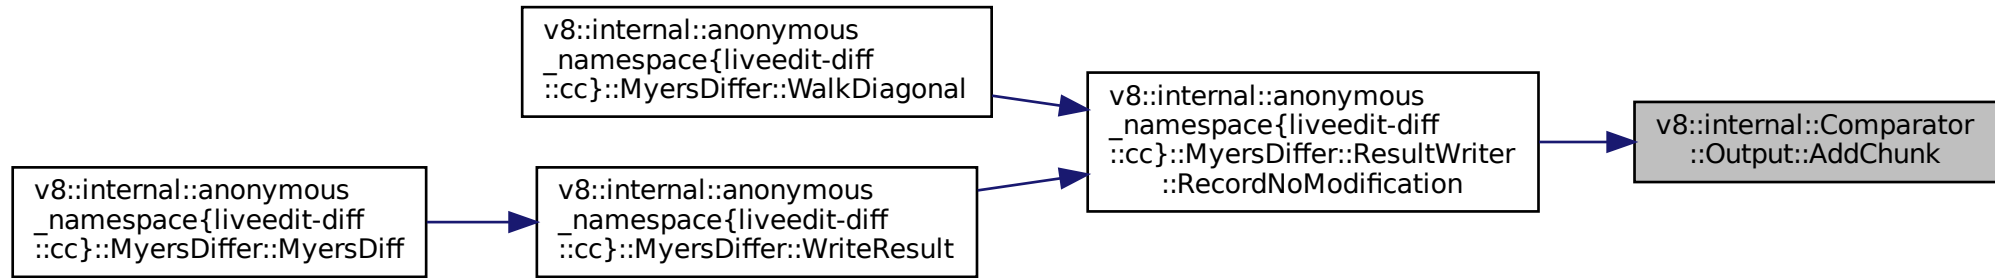 v8::internal::anonymous
_namespace{liveedit-diff
::cc}::MyersDiffer::WalkDiagonal
v8::internal::anonymous
_namespace{liveedit-diff
::cc}::MyersDiffer::MyersDiff
v8::internal::anonymous
_namespace{liveedit-diff
::cc}::MyersDiffer::WriteResult
v8::internal::anonymous
_namespace{liveedit-diff
::cc}::MyersDiffer::ResultWriter
::RecordNoModification
v8::internal::Comparator
::Output::AddChunk